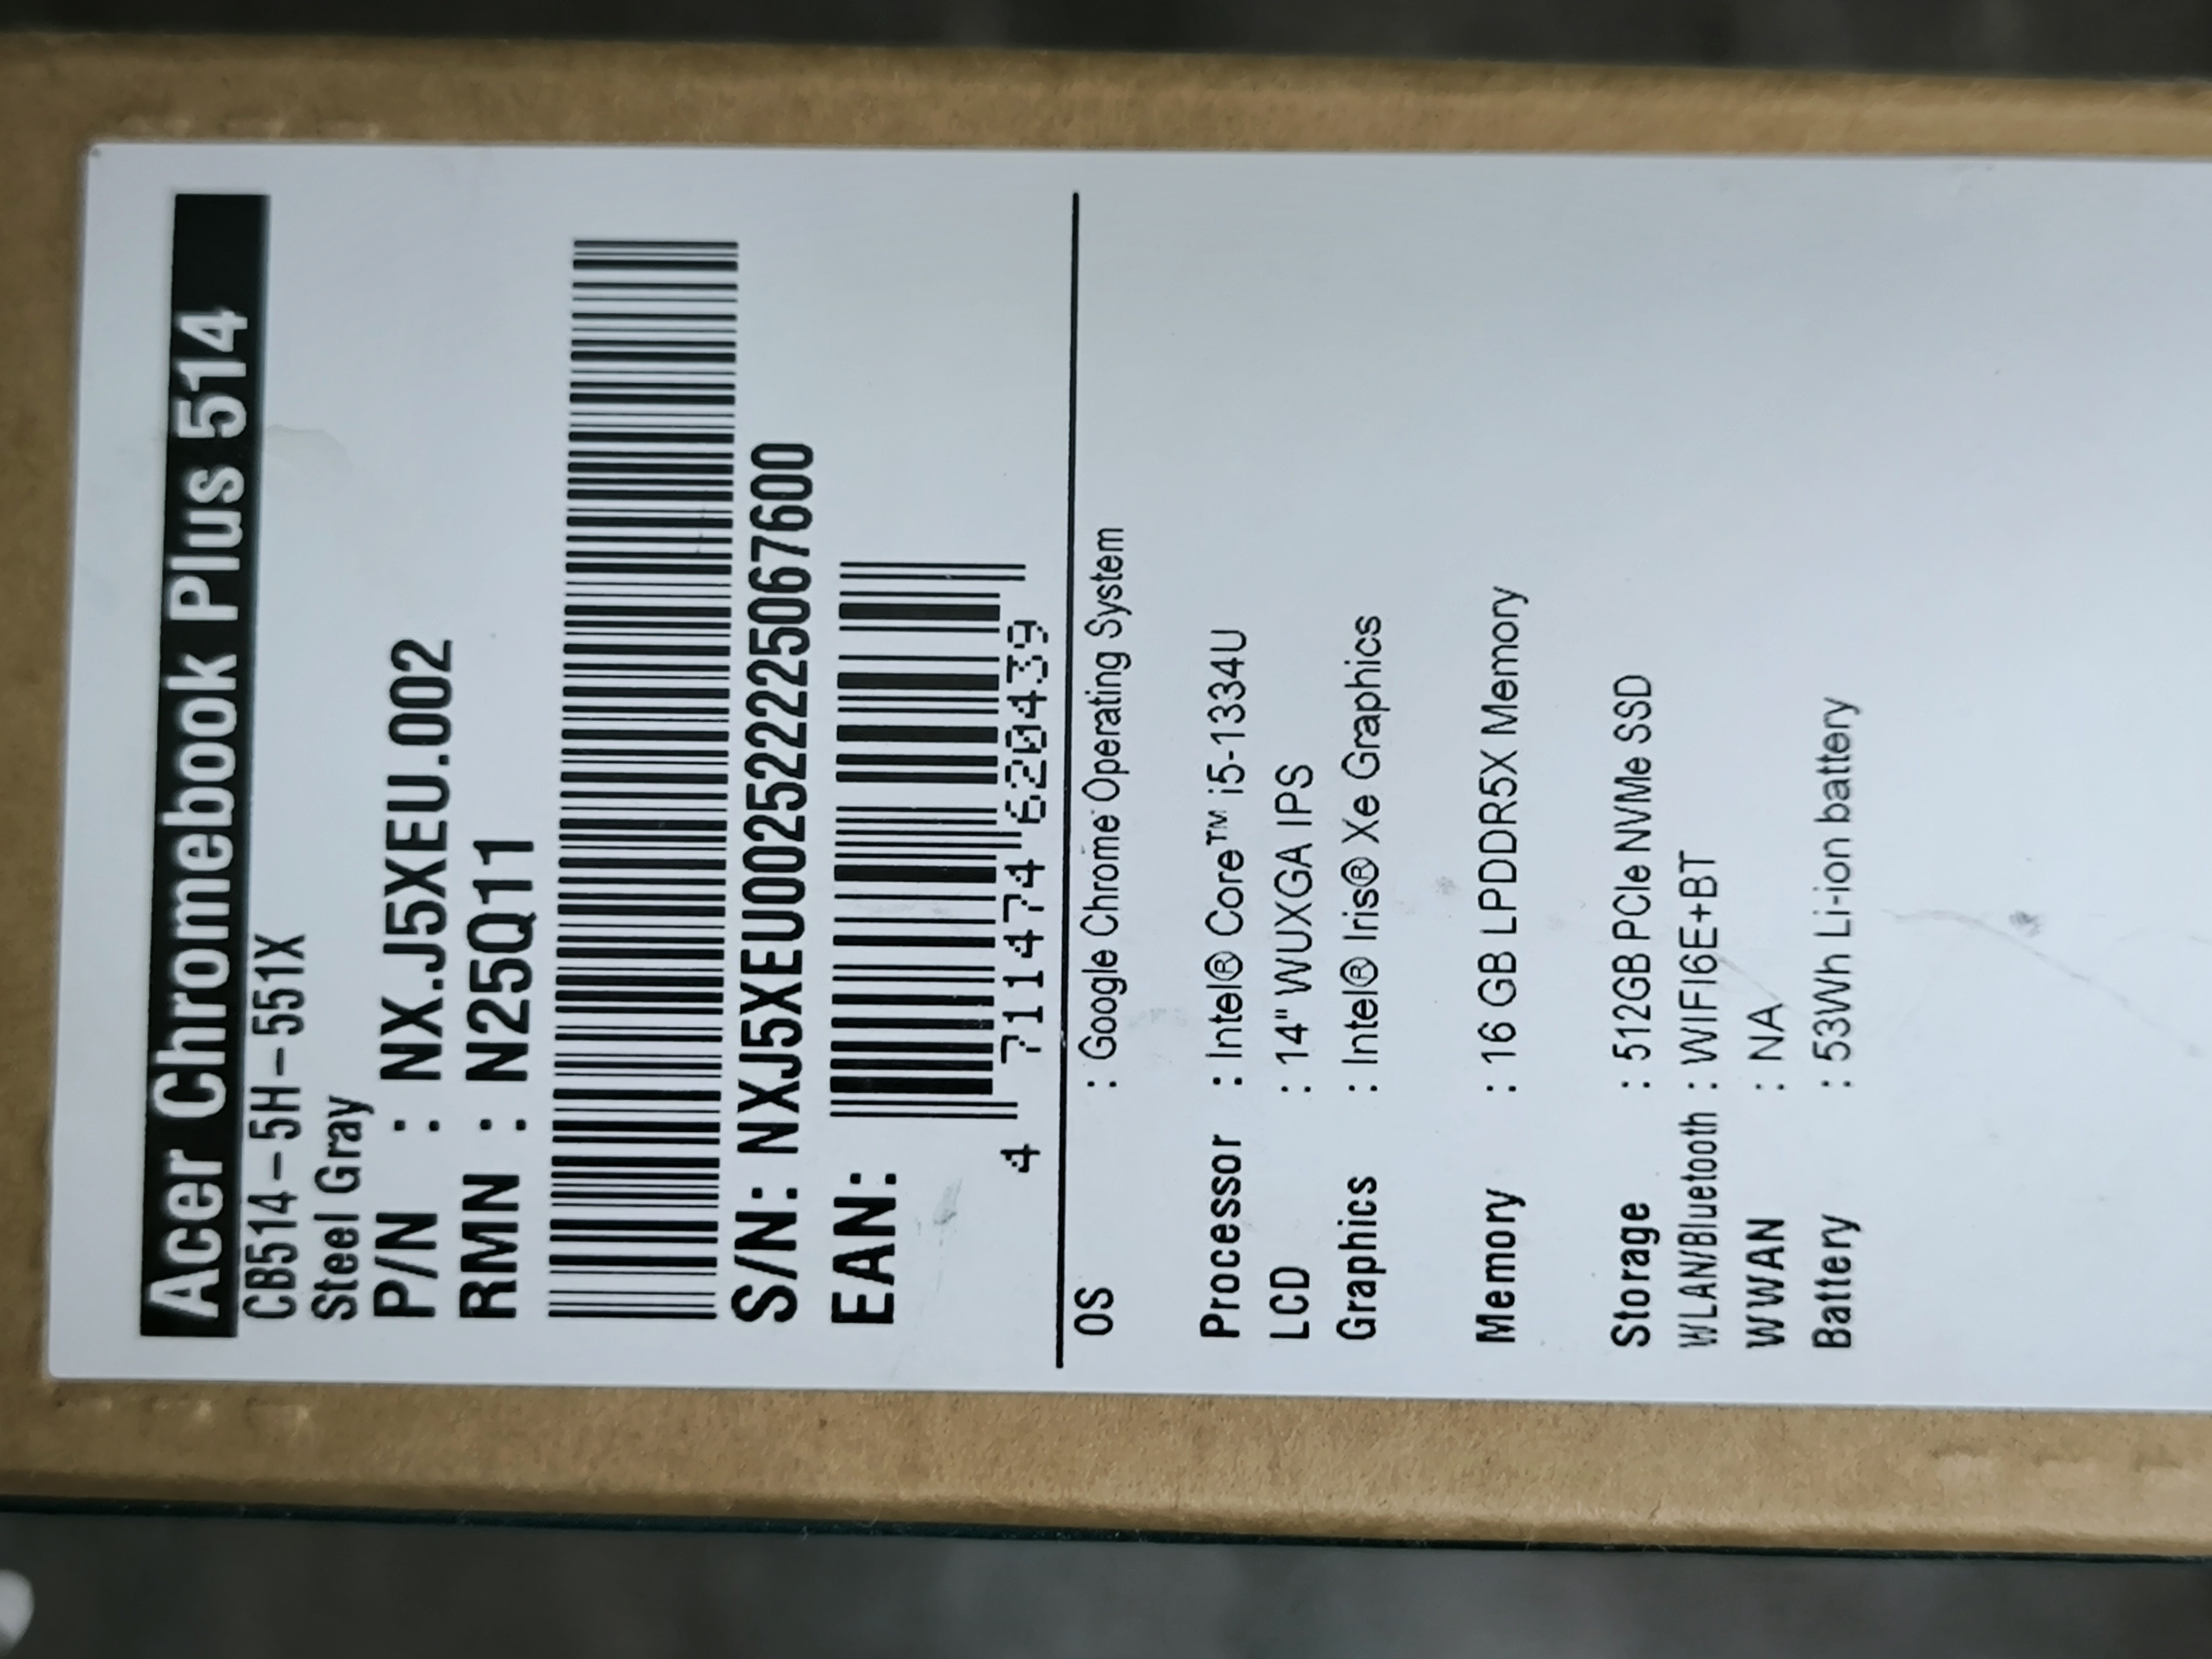 Acer Chromebook Plus 514
CB514-5H-551X
Steel Gray
P/N : NX.J5XEU.002
RMN : N25Q11
S/N: NXJ5XEU002522225067600
EAN:
4 711474 620439
OS : Google Chrome Operating System
Processor : Intel® Core™ i5-1334U
LCD : 14" WUXGA IPS
Graphics : Intel® Iris® Xe Graphics
Memory : 16 GB LPDDR5X Memory
Storage : 512GB PCIe NVMe SSD
WLAN/Bluetooth : WIFI6E+BT
WWAN : NA
Battery : 53Wh Li-ion battery